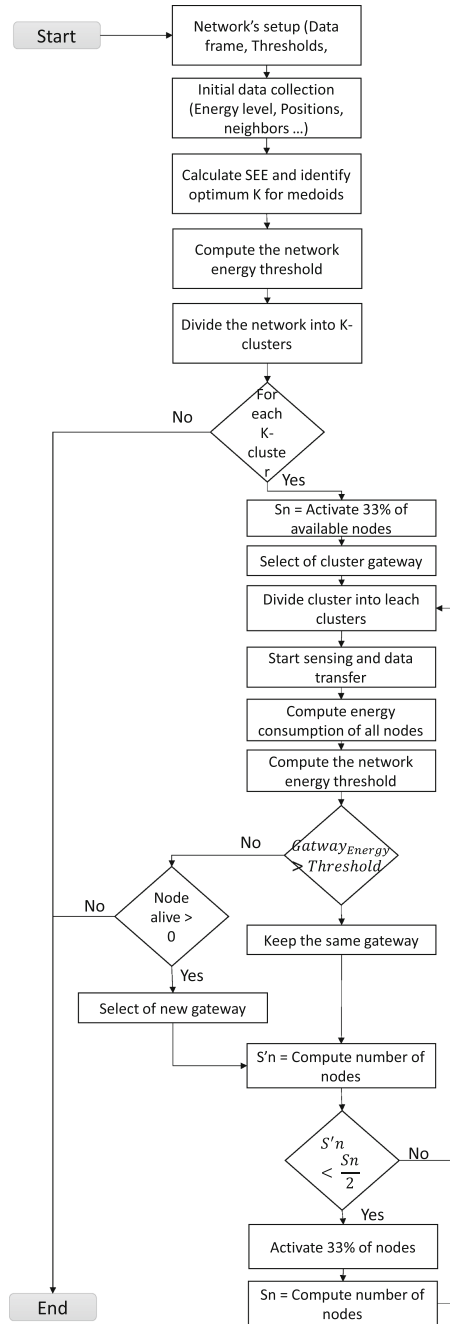 Start
Network's setup (Data
frame, Thresholds,
Initial data collection
(Energy level, Positions,
neighbors ...)
Calculate SEE and identify
optimum K for medoids
Compute the network
energy threshold
Divide the network into K-
clusters
For
each
K-
cluste
r
No
Yes
Sn = Activate 33% of
available nodes
Select of cluster gateway
Divide cluster into leach
clusters
Start sensing and data
transfer
Compute energy
consumption of all nodes
Compute the network
energy threshold
Gatway_Energy
> Threshold
No
Node
alive >
0
No
Yes
Keep the same gateway
Select of new gateway
S'n = Compute number of
nodes
S'n
< Sn/2
No
Yes
Activate 33% of nodes
Sn = Compute number of
nodes
End